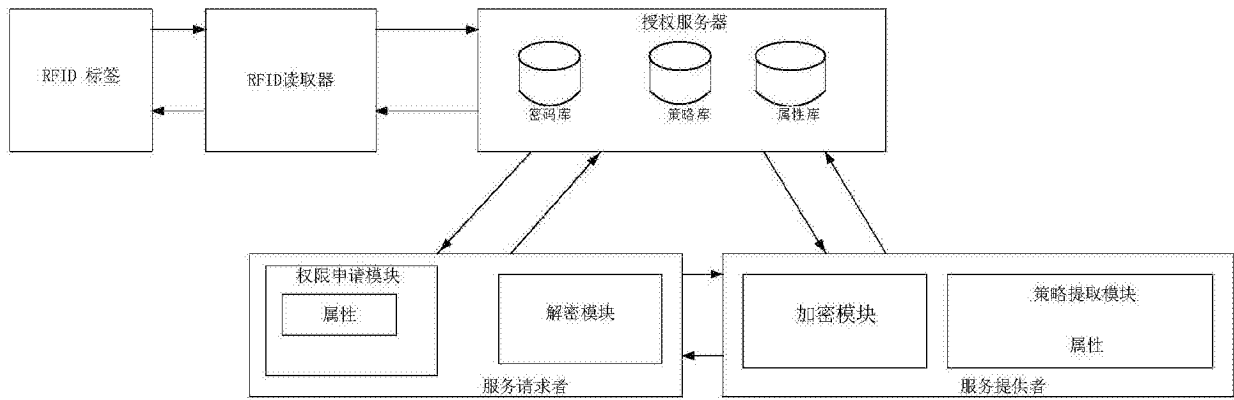 授权服务器
RFID 标签
RFID读取器
密码库
策略库
属性库
权限申请模块
属性
解密模块
服务请求者
加密模块
策略提取模块
属性
服务提供者